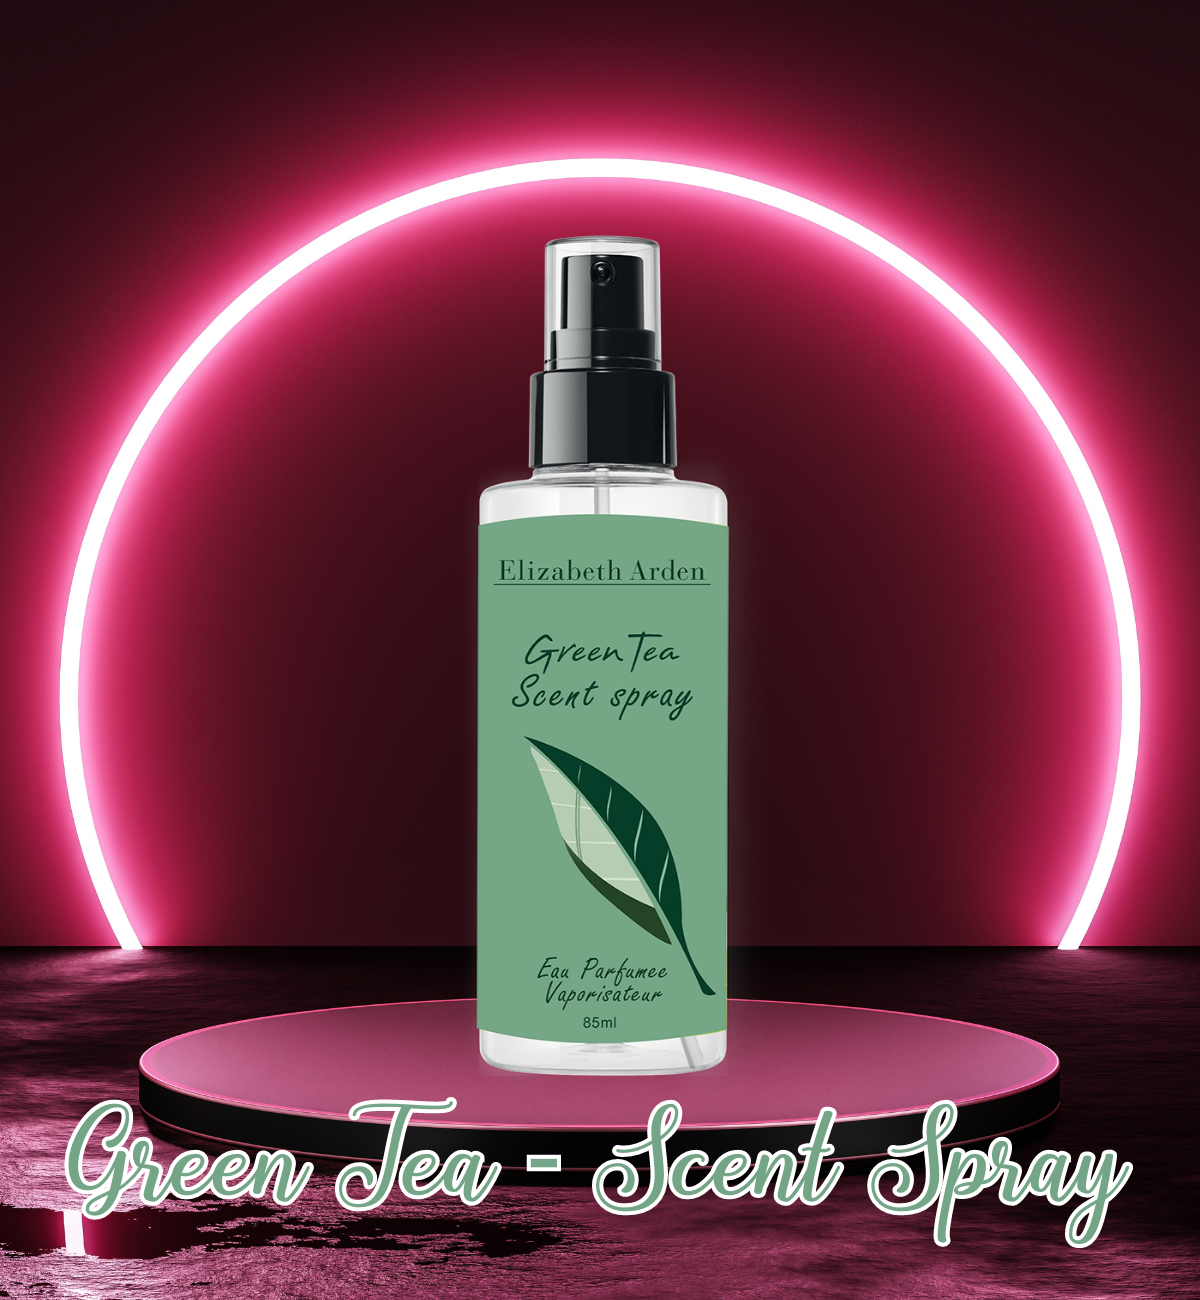 Elizabeth Arden
Green Tea
Scent spray
Eau Parfumee
Vaporisateur
85ml
Green Tea - Scent Spray